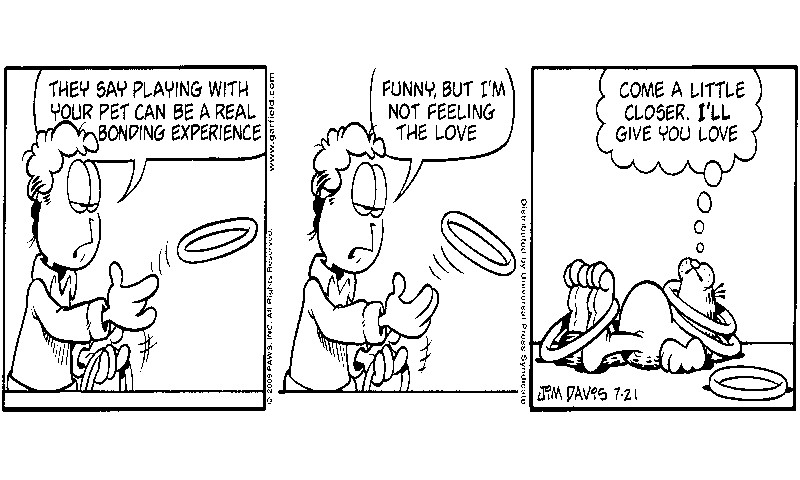 THEY SAY PLAYING WITH
YOUR PET CAN BE A REAL
BONDING EXPERIENCE
www.garfield.com
© 2009 PAWS, INC. All Rights Reserved.
FUNNY, BUT I'M
NOT FEELING
THE LOVE
Distributed by Universal Press Syndicate
COME A LITTLE
CLOSER. I'LL
GIVE YOU LOVE
JIM DAVIS 7-21